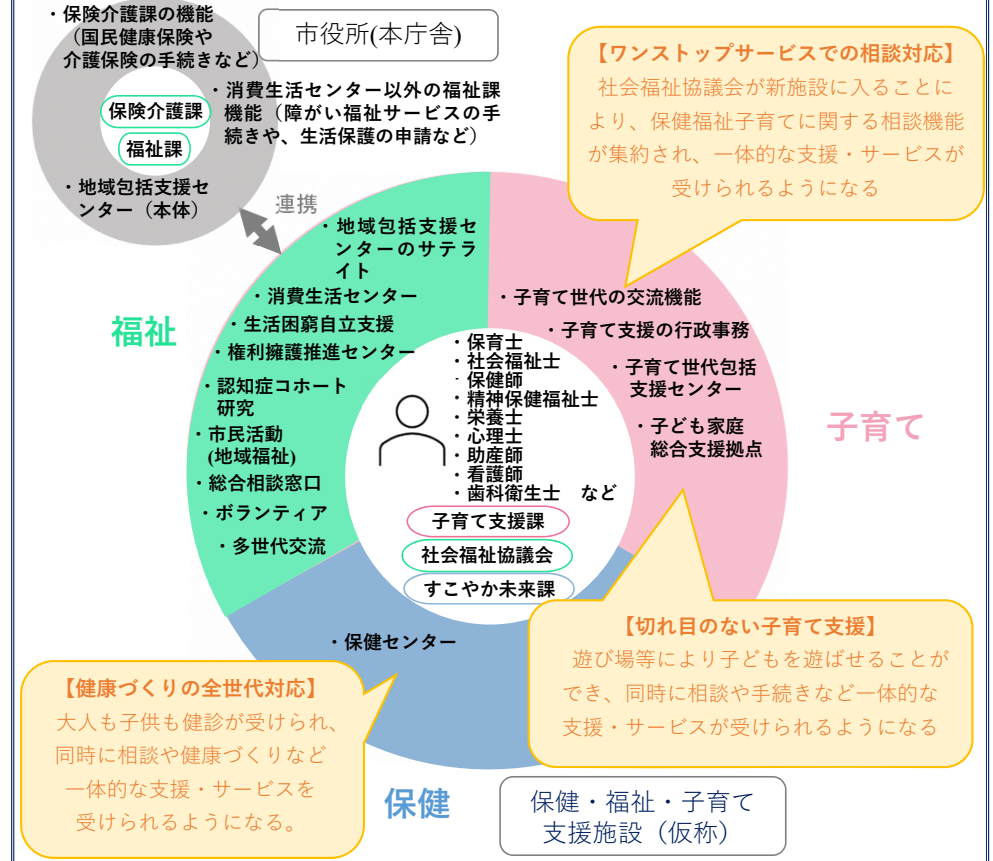 ・保険介護課の機能
（国民健康保険や
介護保険の手続きなど）
市役所(本庁舎)
保険介護課
福祉課
・消費生活センター以外の福祉課
機能（障がい福祉サービスの手
続きや、生活保護の申請など）
・地域包括支援セ
ンター（本体）
連携
【ワンストップサービスでの相談対応】
社会福祉協議会が新施設に入ることに
より、保健福祉子育てに関する相談機能
が集約され、一体的な支援・サービスが
受けられるようになる
福祉
・地域包括支援セ
ンターのサテラ
イト
・消費生活センター
・生活困窮自立支援
・権利擁護推進センター
・認知症コホート
研究
・市民活動
(地域福祉)
・総合相談窓口
・ボランティア
・多世代交流
・保育士
・社会福祉士
・保健師
・精神保健福祉士
・栄養士
・心理士
・助産師
・看護師
・歯科衛生士　など
子育て支援課
社会福祉協議会
すこやか未来課
・子育て世代の交流機能
・子育て支援の行政事務
・子育て世代包括
支援センター
・子ども家庭
総合支援拠点
子育て
・保健センター
【切れ目のない子育て支援】
遊び場等により子どもを遊ばせることが
でき、同時に相談や手続きなど一体的な
支援・サービスが受けられるようになる
【健康づくりの全世代対応】
大人も子供も健診が受けられ、
同時に相談や健康づくりなど
一体的な支援・サービスを
受けられるようになる。
保健
保健・福祉・子育て
支援施設（仮称）